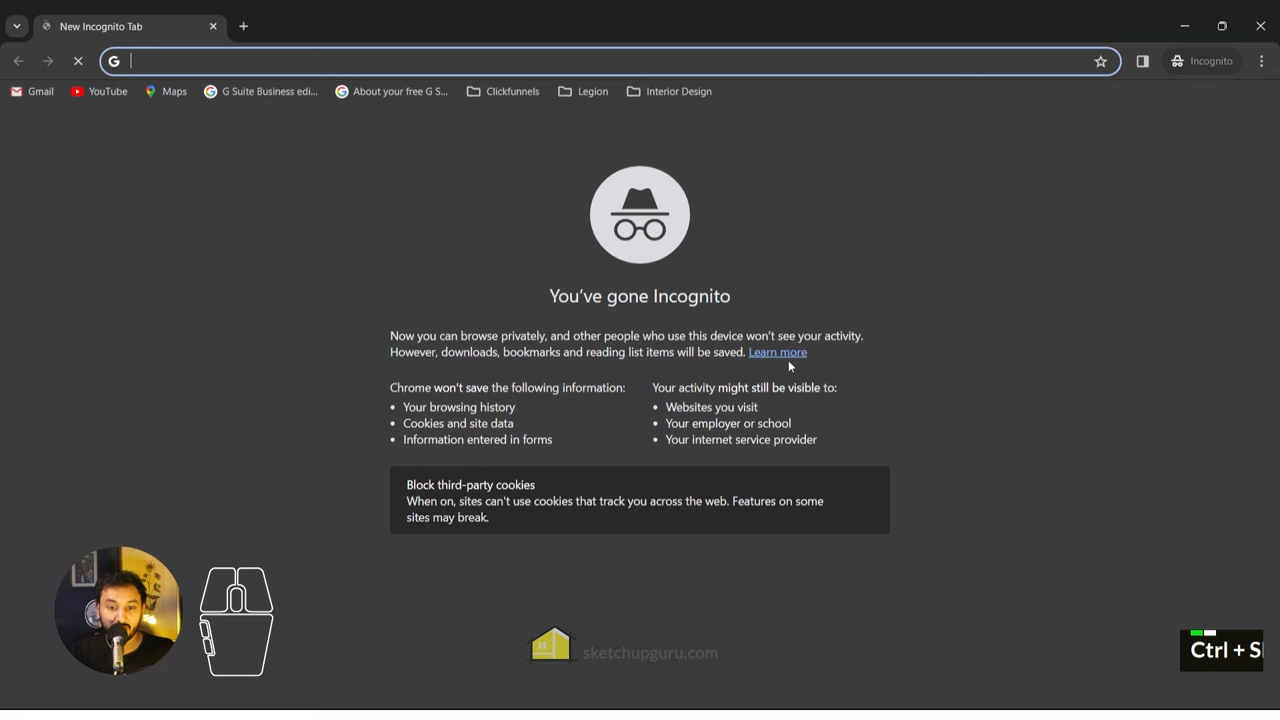 New Incognito Tab
Incognito
Gmail
YouTube
Maps
G Suite Business edi...
About your free G S...
Clickfunnels
Legion
Interior Design
You've gone Incognito
Now you can browse privately, and other people who use this device won't see your activity.
However, downloads, bookmarks and reading list items will be saved. Learn more
Chrome won't save the following information:
Your browsing history
Cookies and site data
Information entered in forms
Your activity might still be visible to:
Websites you visit
Your employer or school
Your internet service provider
Block third-party cookies
When on, sites can't use cookies that track you across the web. Features on some
sites may break.
sketchupguru.com
Ctrl + S